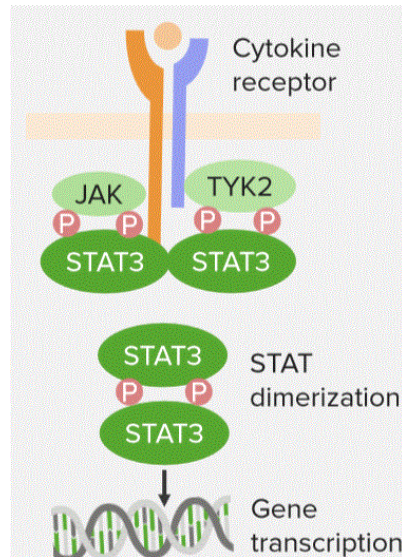 Cytokine
receptor
JAK
TYK2
P P P P
STAT3 STAT3
STAT3
P P
STAT3
STAT
dimerization
Gene
transcription